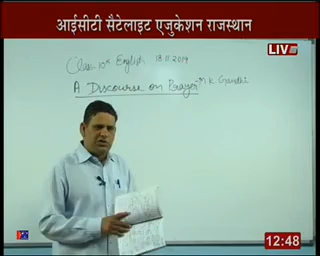 आईसीटी सैटेलाइट एजुकेशन राजस्थान
LIVE
Class 10th English 18.11.2019
A Discourse on Prayer - M. K. Gandhi
12:48